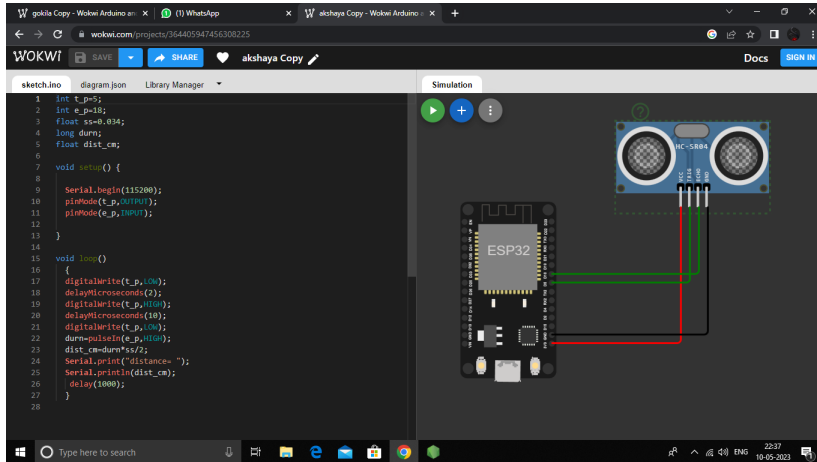 gokila Copy - Wokwi Arduino an
(1) WhatsApp
akshaya Copy - Wokwi Arduino
wokwi.com/projects/364405947456308225
WOKWI
SAVE
SHARE
akshaya Copy
Docs
SIGN IN
sketch.ino
diagram.json
Library Manager
Simulation
1 int t_p=5;
2 int e_p=18;
3 float ss=0.034;
4 long durn;
5 float dist_cm;
6
7 void setup() {
8
9 Serial.begin(115200);
10 pinMode(t_p,OUTPUT);
11 pinMode(e_p,INPUT);
12
13 }
14
15 void loop()
16 {
17 digitalWrite(t_p,LOW);
18 delayMicroseconds(2);
19 digitalWrite(t_p,HIGH);
20 delayMicroseconds(10);
21 digitalWrite(t_p,LOW);
22 durn=pulseIn(e_p,HIGH);
23 dist_cm=durn*ss/2;
24 Serial.print("distance= ");
25 Serial.println(dist_cm);
26 delay(1000);
27 }
28
HC-SR04
VCC
TRIG
ECHO
GND
ESP32
Type here to search
ENG
22:37
10-05-2023